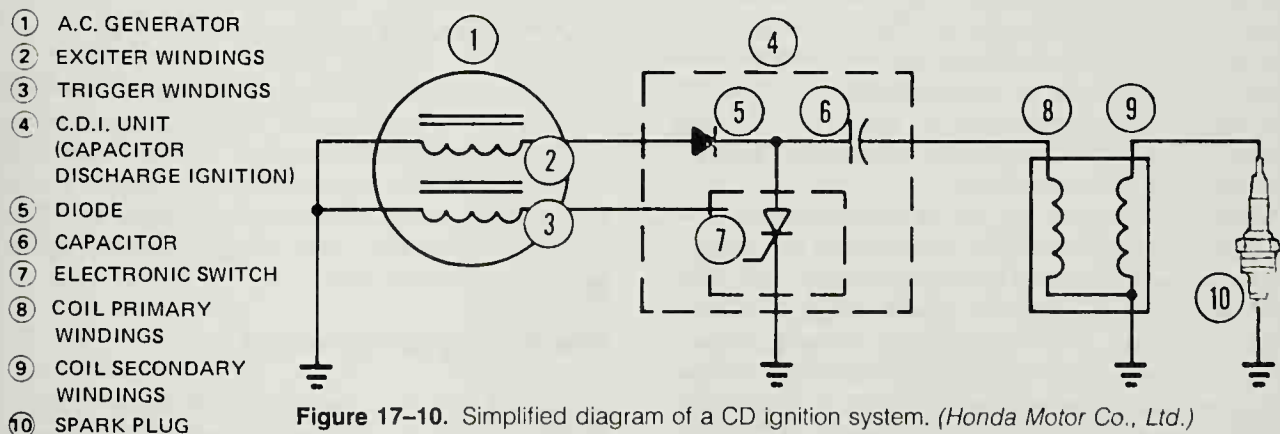 ① A.C. GENERATOR
② EXCITER WINDINGS
③ TRIGGER WINDINGS
④ C.D.I. UNIT
(CAPACITOR
DISCHARGE IGNITION)
⑤ DIODE
⑥ CAPACITOR
⑦ ELECTRONIC SWITCH
⑧ COIL PRIMARY
WINDINGS
⑨ COIL SECONDARY
WINDINGS
⑩ SPARK PLUG
①
②
③
④
⑤
⑥
⑦
⑧
⑨
⑩
Figure 17–10. Simplified diagram of a CD ignition system. (Honda Motor Co., Ltd.)